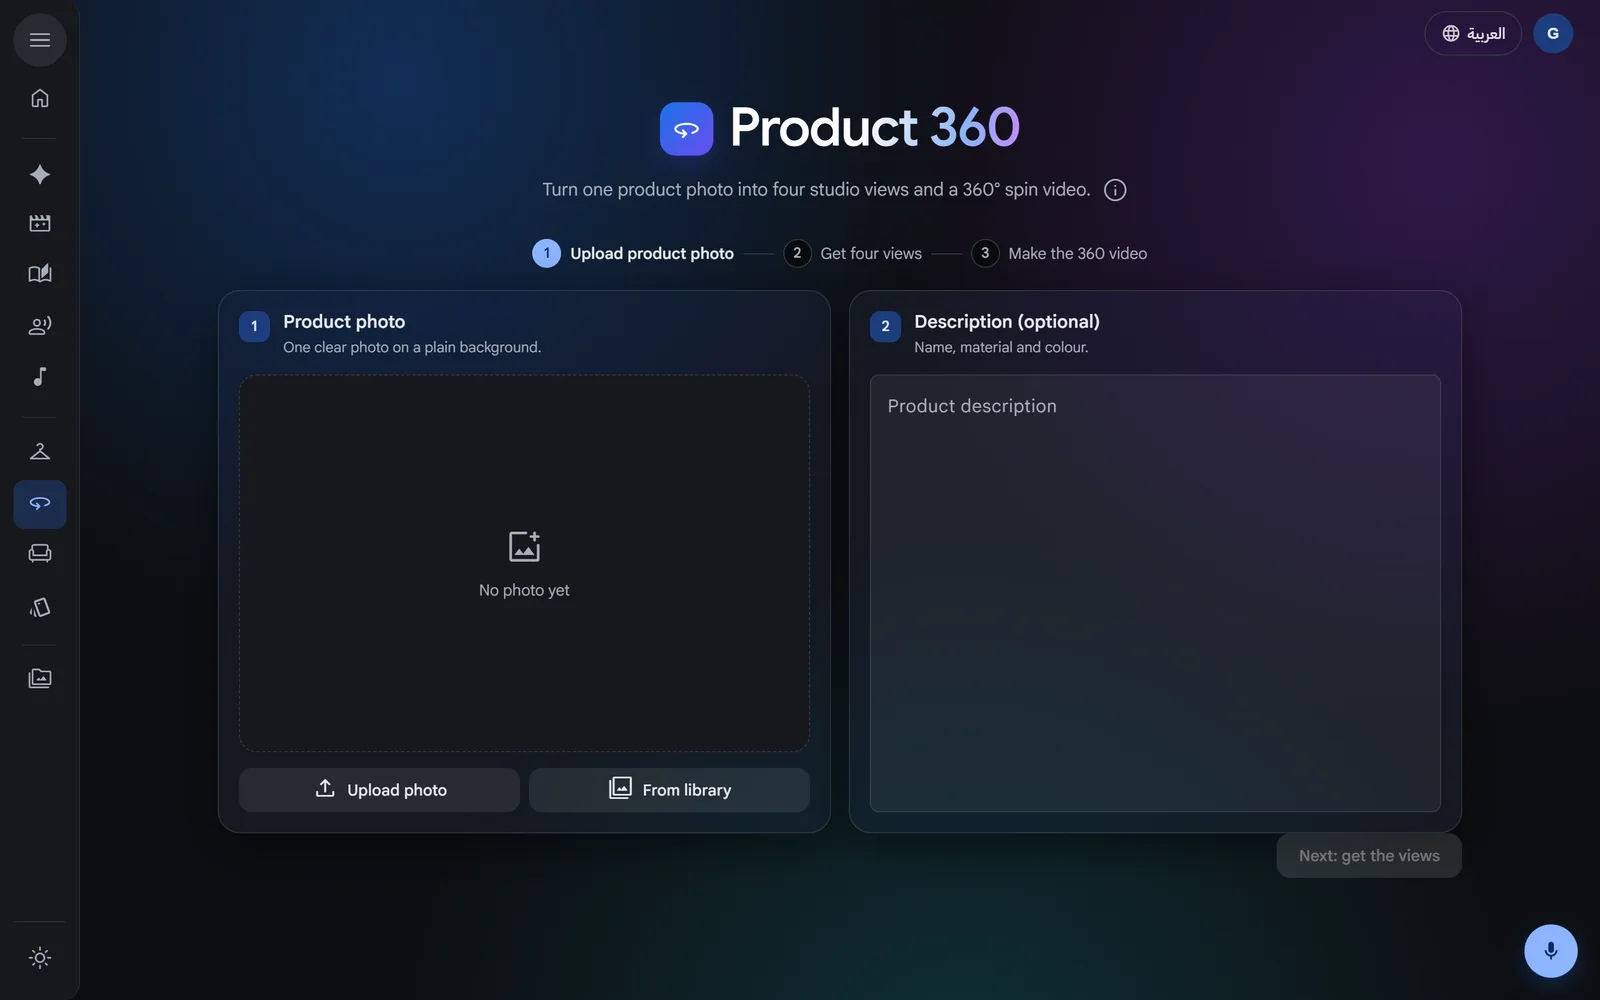 العربية
G
Product 360
Turn one product photo into four studio views and a 360° spin video.
1 Upload product photo
2 Get four views
3 Make the 360 video
1 Product photo
One clear photo on a plain background.
No photo yet
Upload photo
From library
2 Description (optional)
Name, material and colour.
Product description
Next: get the views